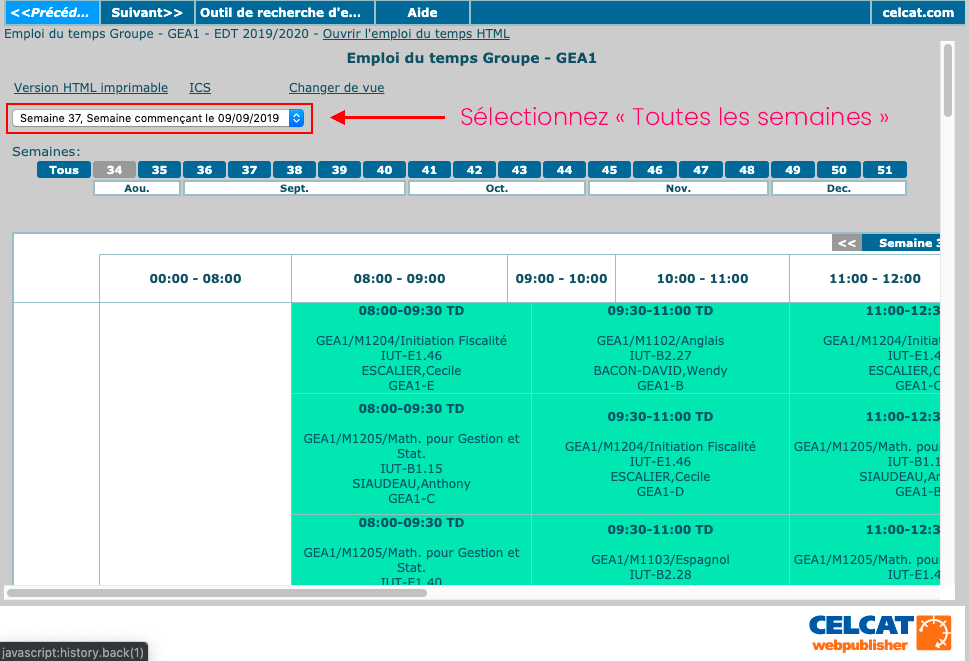 <<Précéd... Suivant>> Outil de recherche d'e... Aide celcat.com
Emploi du temps Groupe - GEA1 - EDT 2019/2020 - Ouvrir l'emploi du temps HTML
Emploi du temps Groupe - GEA1
Version HTML imprimable ICS Changer de vue
Semaine 37, Semaine commençant le 09/09/2019
Sélectionnez « Toutes les semaines »
Semaines:
Tous 34 35 36 37 38 39 40 41 42 43 44 45 46 47 48 49 50 51
Aou. Sept. Oct. Nov. Dec.
<< Semaine
00:00 - 08:00 08:00 - 09:00 09:00 - 10:00 10:00 - 11:00 11:00 - 12:00
08:00-09:30 TD
GEA1/M1204/Initiation Fiscalité
IUT-E1.46
ESCALIER,Cecile
GEA1-E
09:30-11:00 TD
GEA1/M1102/Anglais
IUT-B2.27
BACON-DAVID,Wendy
GEA1-B
11:00-12:3
GEA1/M1204/Initia
IUT-E1.4
ESCALIER,C
GEA1-C
08:00-09:30 TD
GEA1/M1205/Math. pour Gestion et
Stat.
IUT-B1.15
SIAUDEAU,Anthony
GEA1-C
09:30-11:00 TD
GEA1/M1204/Initiation Fiscalité
IUT-E1.46
ESCALIER,Cecile
GEA1-D
11:00-12:3
GEA1/M1205/Math. pou
IUT-B1.1
SIAUDEAU,A
GEA1-B
08:00-09:30 TD
GEA1/M1205/Math. pour Gestion et
Stat.
IUT-E1.40
09:30-11:00 TD
GEA1/M1103/Espagnol
IUT-B2.28
11:00-12:3
GEA1/M1205/Math. pou
IUT-E1.4
CELCAT
webpublisher
javascript:history.back(1)